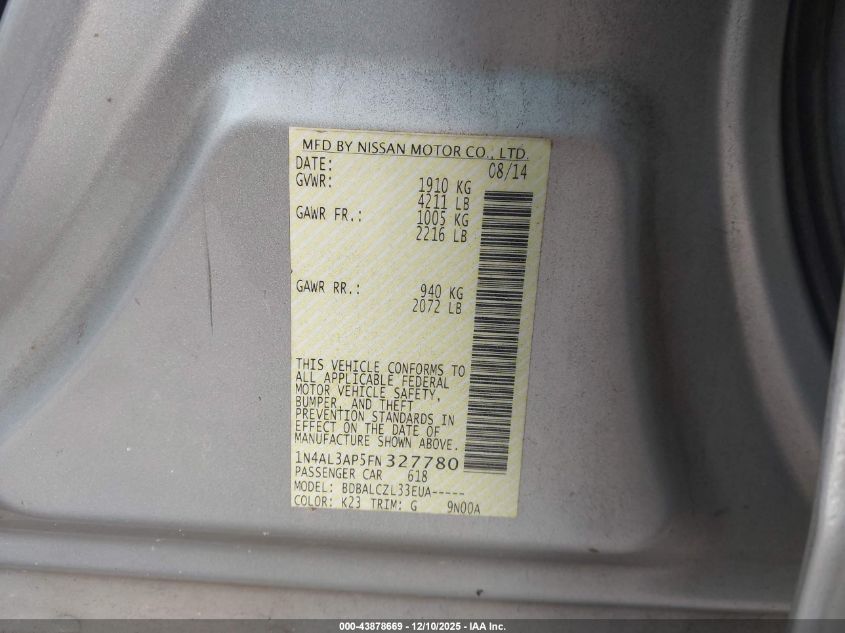 MFD BY NISSAN MOTOR CO., LTD.
DATE: 08/14
GVWR: 1910 KG
4211 LB
GAWR FR.: 1005 KG
2216 LB
GAWR RR.: 940 KG
2072 LB
THIS VEHICLE CONFORMS TO
ALL APPLICABLE FEDERAL
MOTOR VEHICLE SAFETY,
BUMPER, AND THEFT
PREVENTION STANDARDS IN
EFFECT ON THE DATE OF
MANUFACTURE SHOWN ABOVE.
1N4AL3AP5FN327780
PASSENGER CAR 618
MODEL: BDBALCZL33EUA-----
COLOR: K23 TRIM: G 9N00A
000-43878669 - 12/10/2025 - IAA Inc.